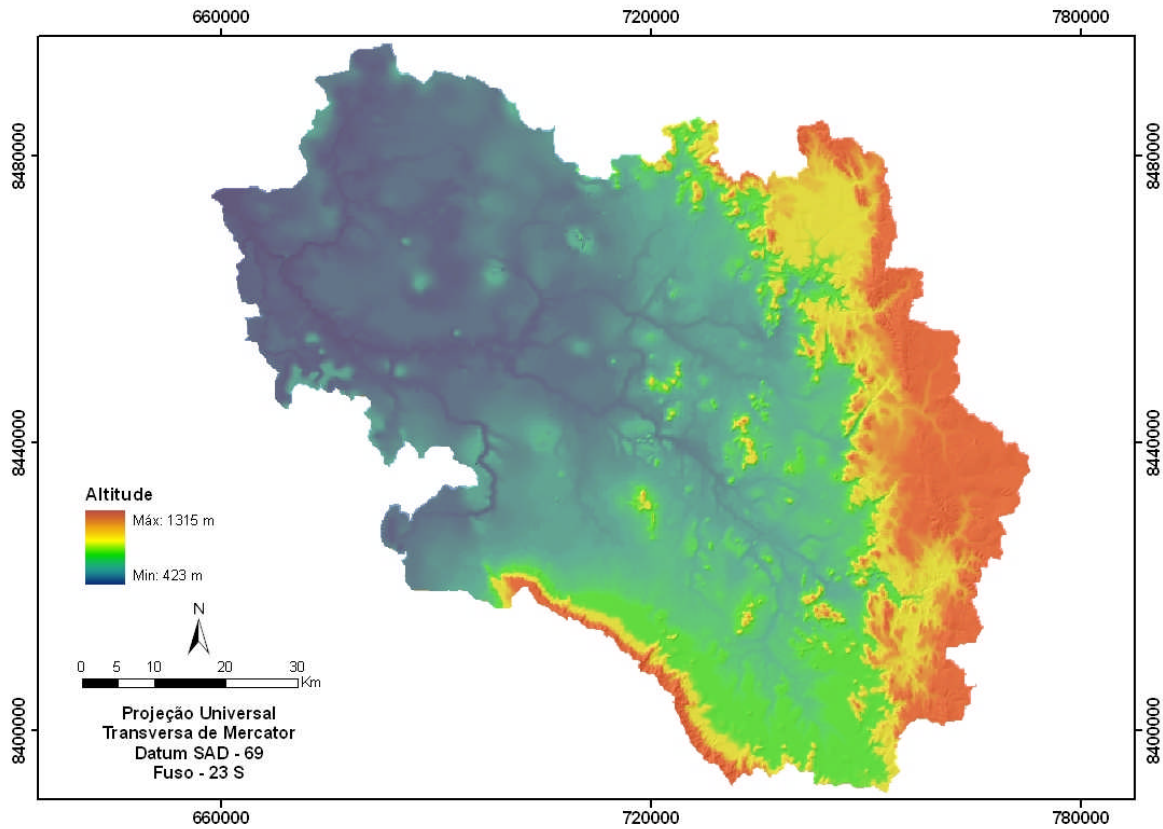 660000 720000 780000
8480000 8480000
8440000 8440000
Altitude
Máx: 1315 m
Min: 423 m
N
0 5 10 20 30
Km
Projeção Universal
Transversa de Mercator
Datum SAD - 69
Fuso - 23 S
8400000 8400000
660000 720000 780000